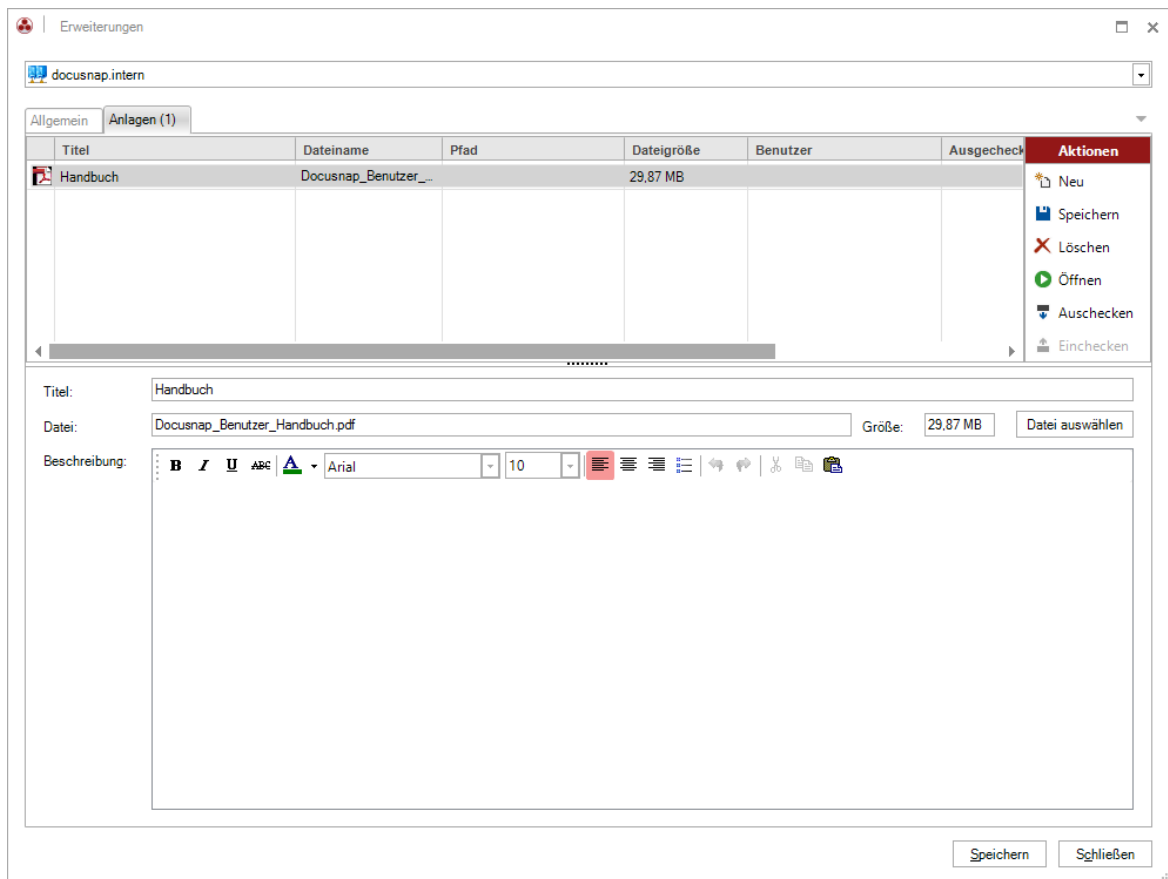 Erweiterungen
docusnap.intern
Allgemein Anlagen (1)
Titel Dateiname Pfad Dateigröße Benutzer Ausgecheck Aktionen
Handbuch Docusnap_Benutzer_... 29,87 MB
Neu
Speichern
Löschen
Öffnen
Auschecken
Einchecken
Titel: Handbuch
Datei: Docusnap_Benutzer_Handbuch.pdf Größe: 29,87 MB Datei auswählen
Beschreibung: B I U ABC A Arial 10
Speichern Schließen